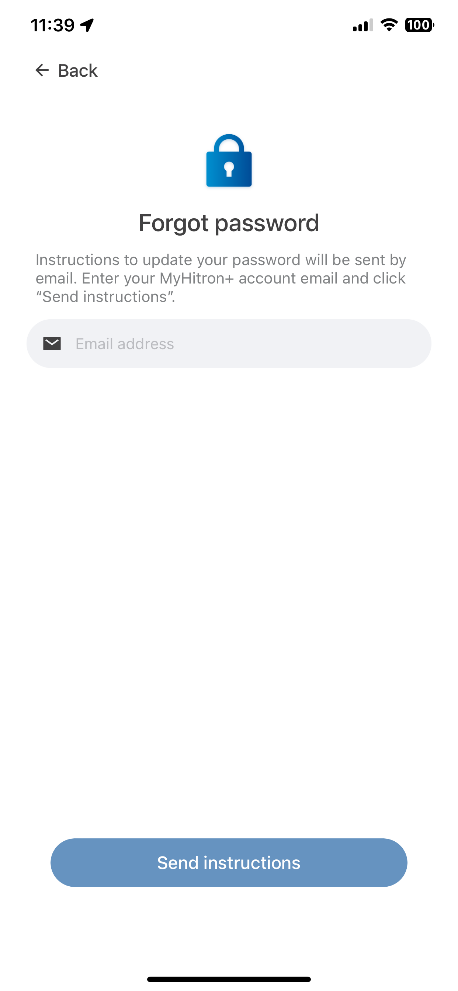 11:39
100
Back
Forgot password
Instructions to update your password will be sent by
email. Enter your MyHitron+ account email and click
“Send instructions”.
Email address
Send instructions